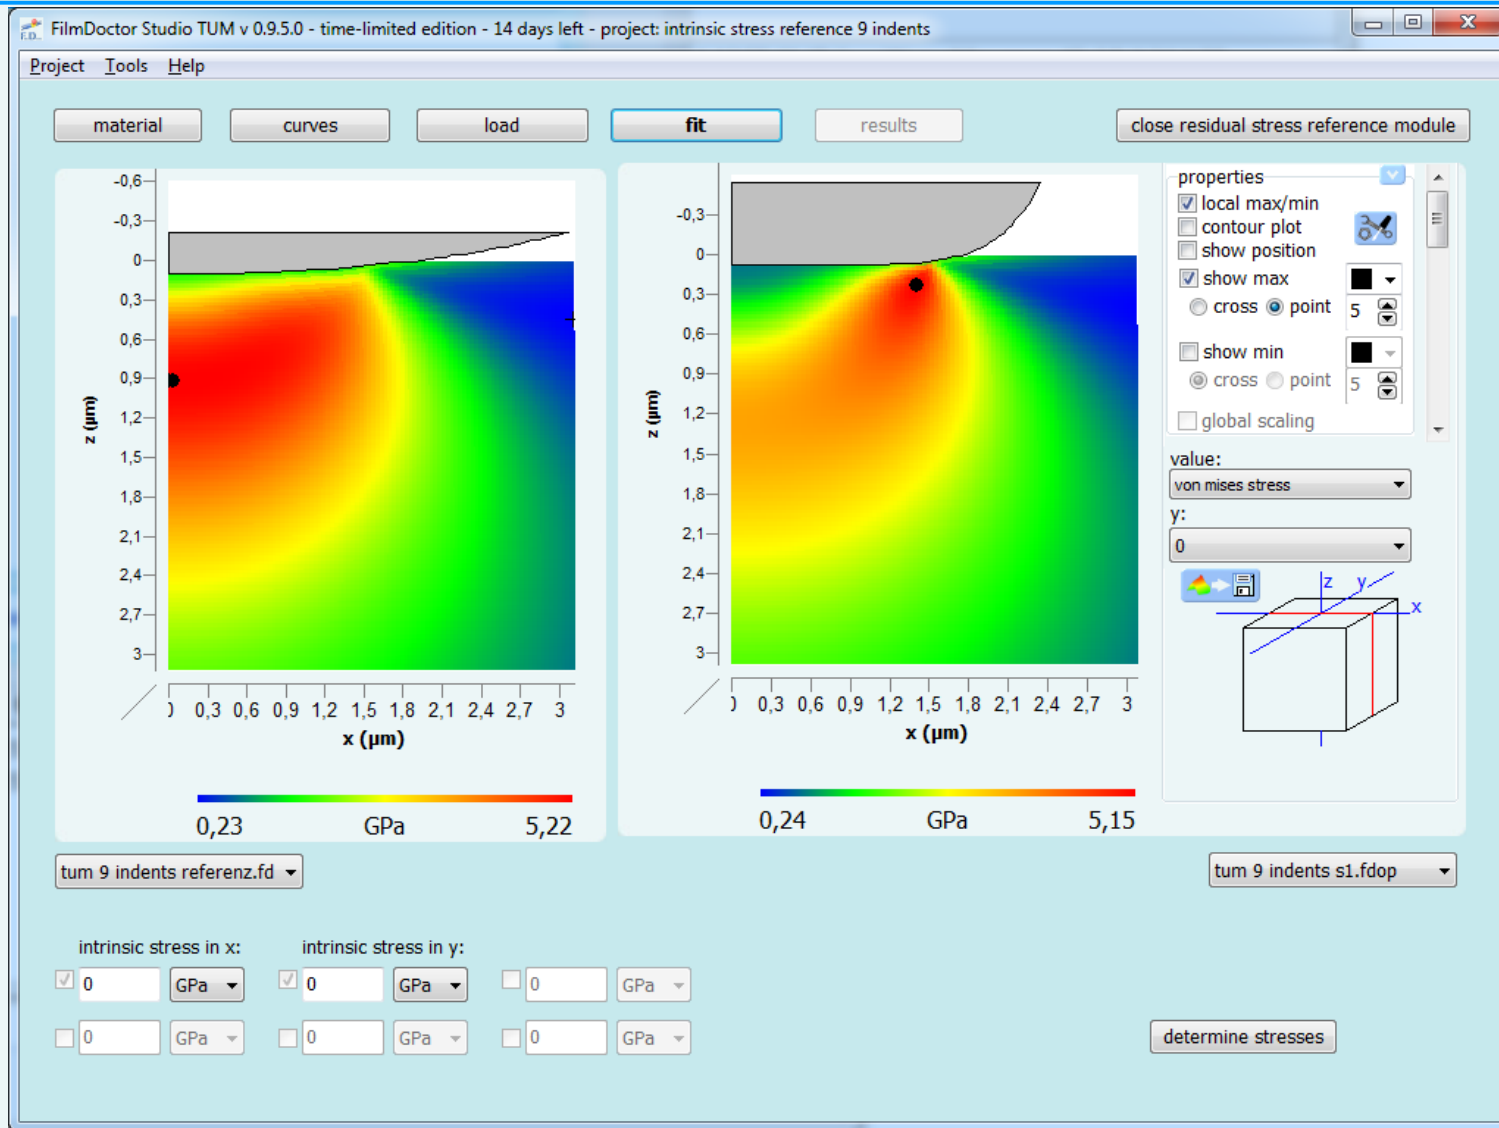 FilmDoctor Studio TUM v 0.9.5.0 - time-limited edition - 14 days left - project: intrinsic stress reference 9 indents
Project Tools Help
material curves load fit results close residual stress reference module
-0,6
-0,3
0
0,3
0,6
0,9
1,2
1,5
1,8
2,1
2,4
2,7
3
z (µm)
0 0,3 0,6 0,9 1,2 1,5 1,8 2,1 2,4 2,7 3
x (µm)
0,23 GPa 5,22
-0,3
0
0,3
0,6
0,9
1,2
1,5
1,8
2,1
2,4
2,7
3
z (µm)
0 0,3 0,6 0,9 1,2 1,5 1,8 2,1 2,4 2,7 3
x (µm)
0,24 GPa 5,15
properties
local max/min
contour plot
show position
show max
cross point 5
show min
cross point 5
global scaling
value:
von mises stress
y:
0
z y
x
tum 9 indents referenz.fd
tum 9 indents s1.fdop
intrinsic stress in x: intrinsic stress in y:
0 GPa 0 GPa 0 GPa
0 GPa 0 GPa 0 GPa
determine stresses